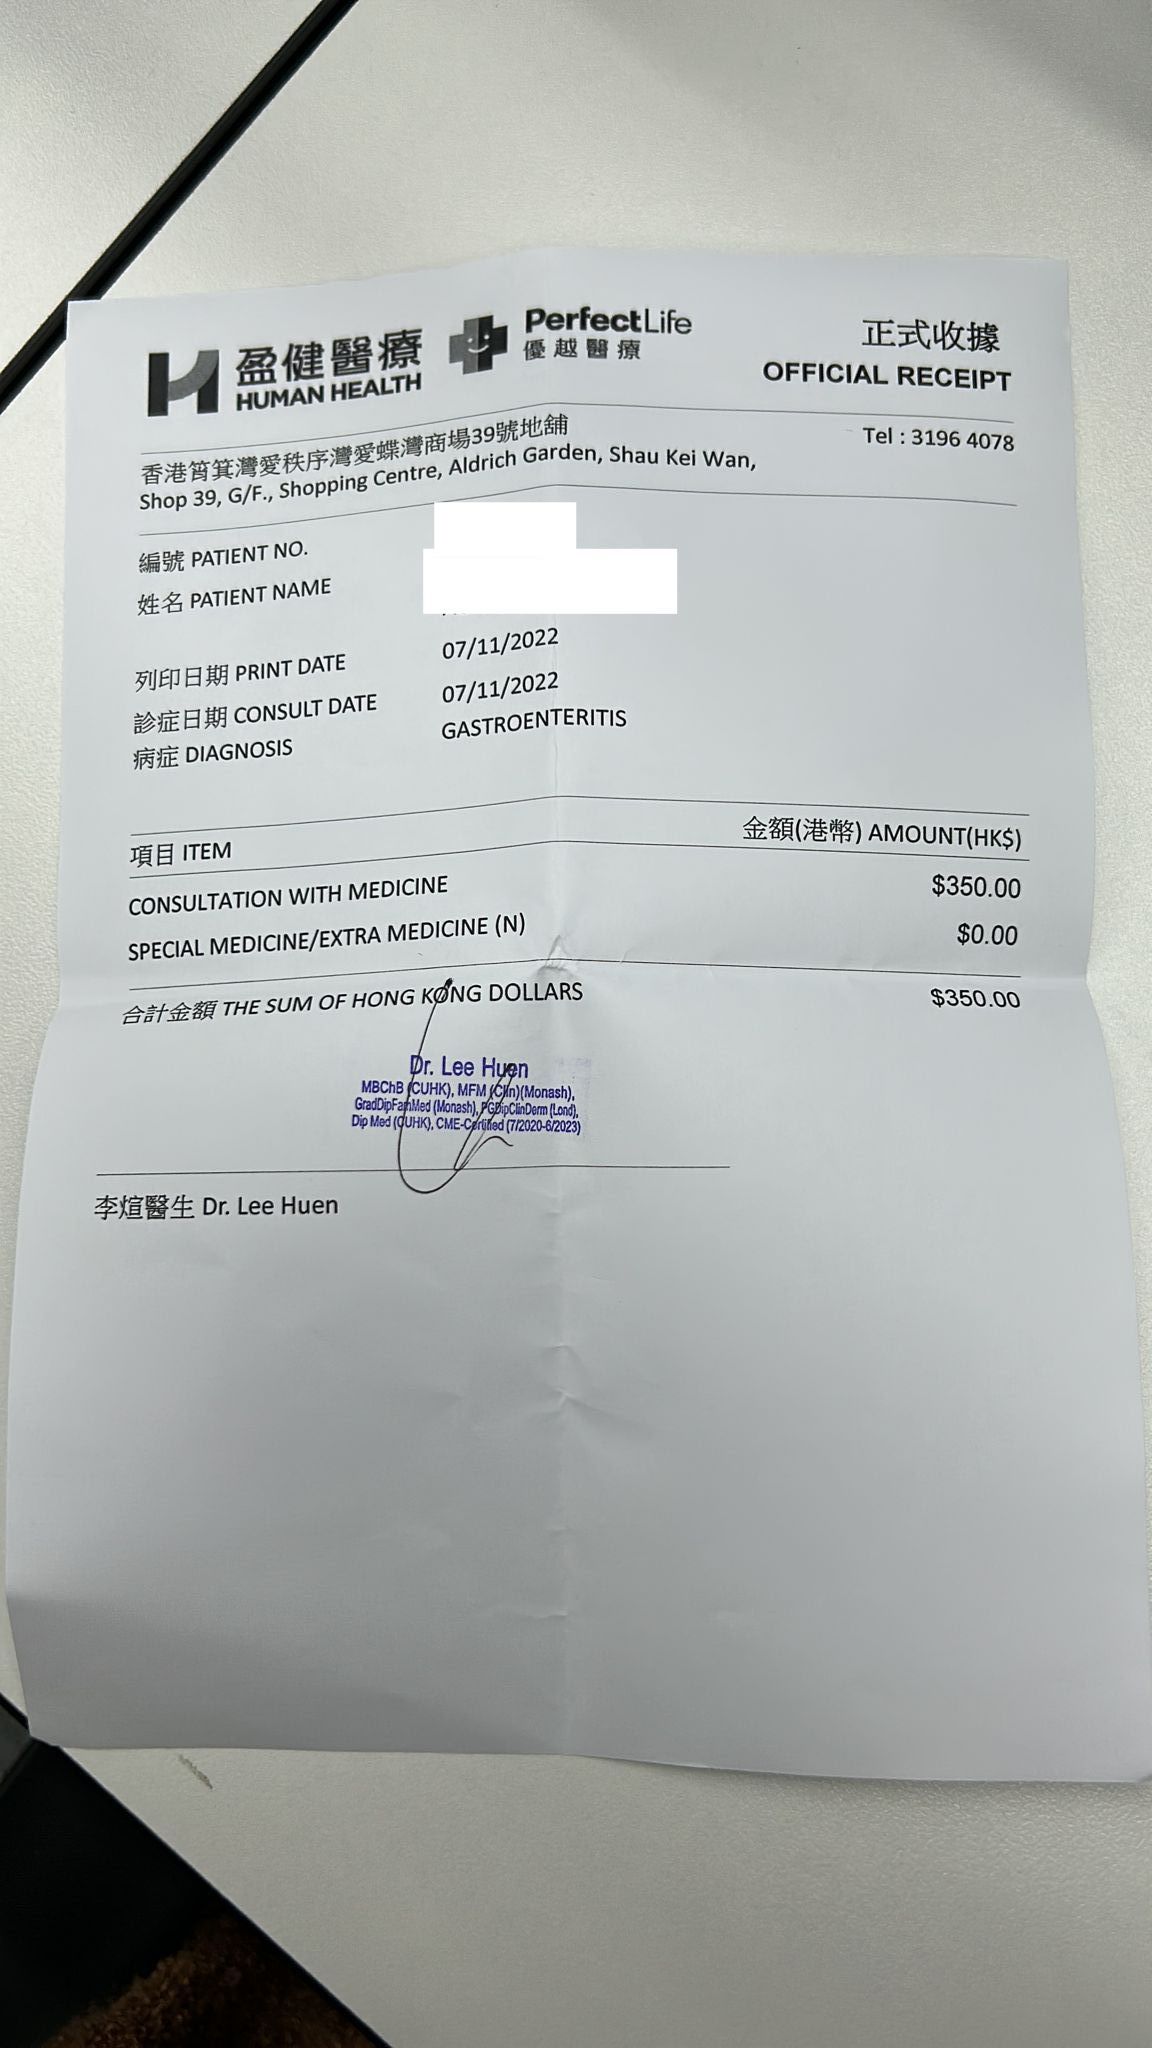 盈健醫療
HUMAN HEALTH
PerfectLife
優越醫療
正式收據
OFFICIAL RECEIPT
香港筲箕灣愛秩序灣愛蝶灣商場39號地舖
Shop 39, G/F., Shopping Centre, Aldrich Garden, Shau Kei Wan,
Tel : 3196 4078
編號 PATIENT NO.
姓名 PATIENT NAME
列印日期 PRINT DATE 07/11/2022
診症日期 CONSULT DATE 07/11/2022
病症 DIAGNOSIS GASTROENTERITIS
項目 ITEM 金額(港幣) AMOUNT(HK$)
CONSULTATION WITH MEDICINE $350.00
SPECIAL MEDICINE/EXTRA MEDICINE (N) $0.00
合計金額 THE SUM OF HONG KONG DOLLARS $350.00
Dr. Lee Huen
MBChB (CUHK), MFM (Clin)(Monash),
GradDipFamMed (Monash), PGDipClinDerm (Lond),
Dip Med (CUHK), CME-Certified (7/2020-6/2023)
李煊醫生 Dr. Lee Huen